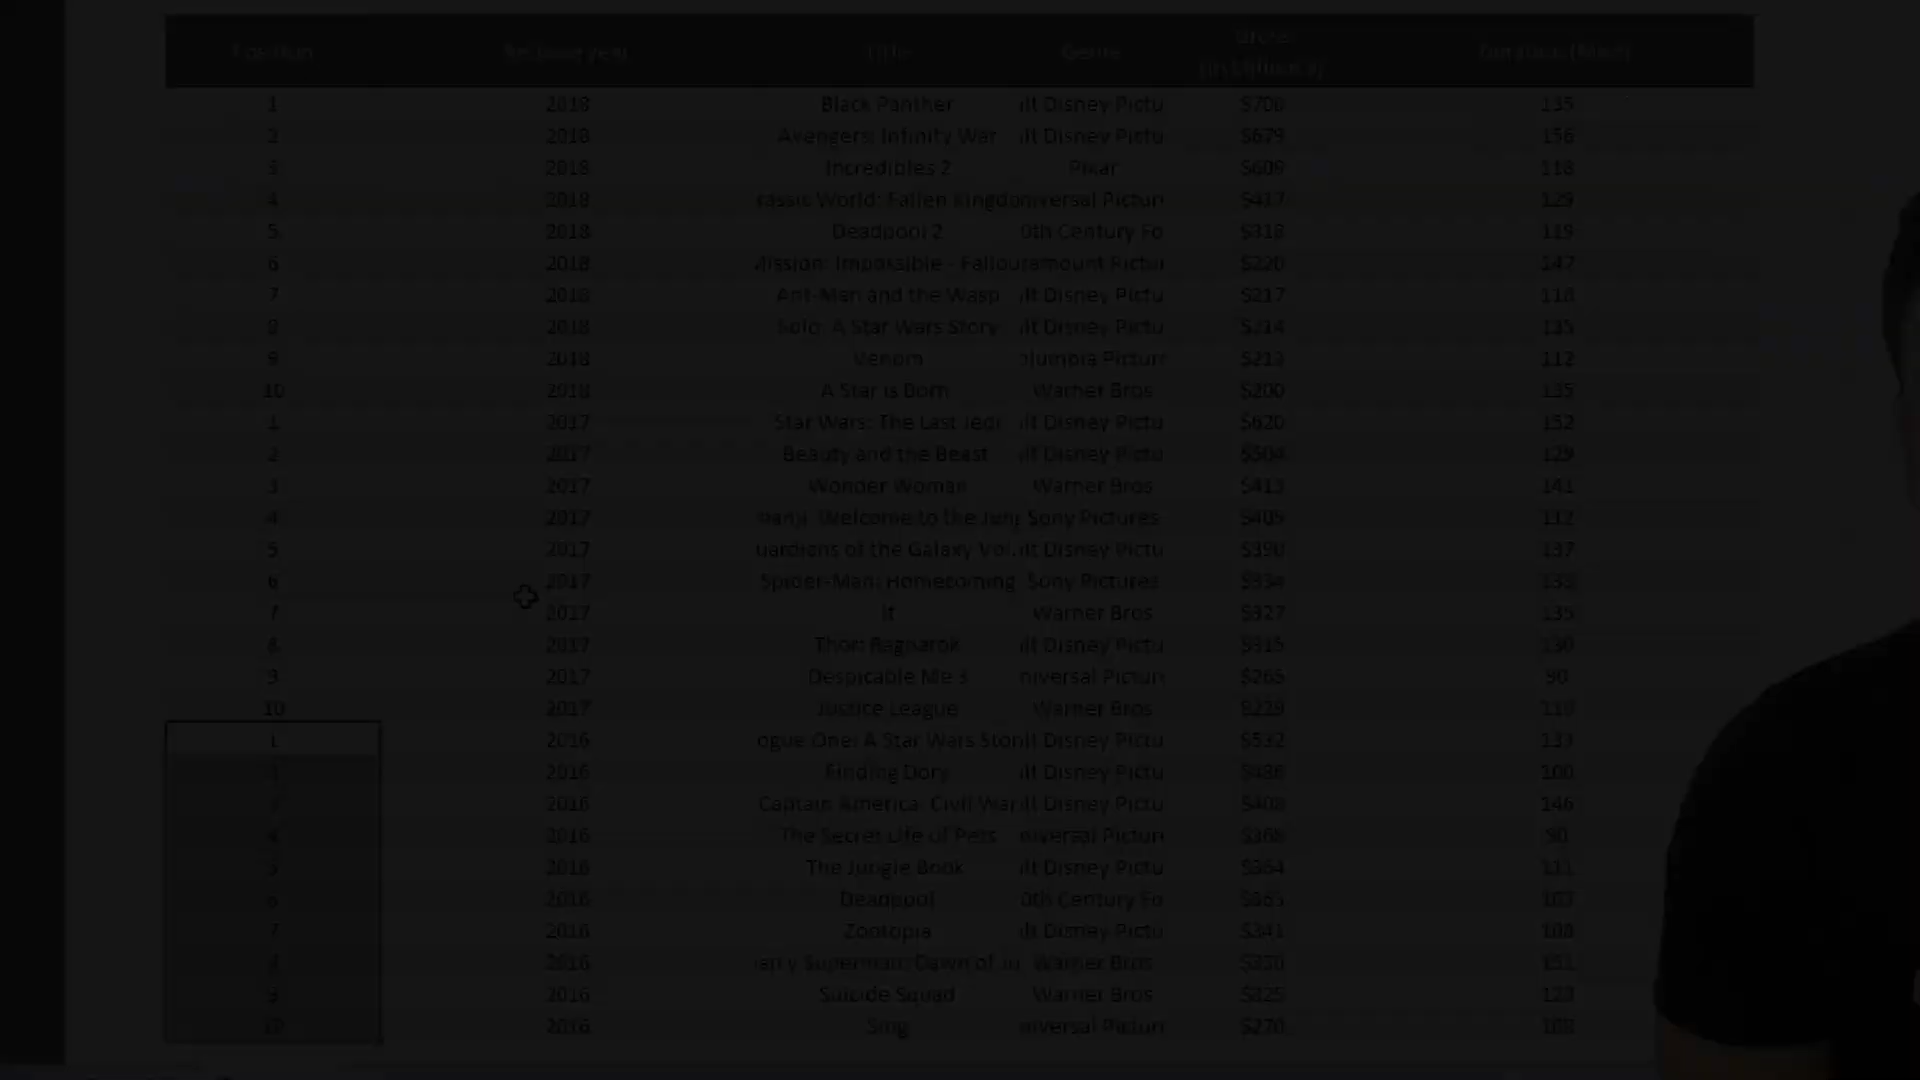 Position Release year Title Genre Gross Duration (Min)
1 2018 Black Panther lt Disney Pictu $700 135
2 2018 Avengers: Infinity War lt Disney Pictu $679 156
3 2018 Incredibles 2 Pixar $609 118
4 2018 rassic World: Fallen Kingdo niversal Pictur $417 129
5 2018 Deadpool 2 0th Century Fo $318 119
6 2018 Mission: Impossible - Fallou ramount Pictur $220 147
7 2018 Ant-Man and the Wasp lt Disney Pictu $217 118
8 2018 Solo: A Star Wars Story lt Disney Pictu $214 135
9 2018 Venom olumbia Picture $213 112
10 2018 A Star is Born Warner Bros $200 135
1 2017 Star Wars: The Last Jedi lt Disney Pictu $620 152
2 2017 Beauty and the Beast lt Disney Pictu $504 129
3 2017 Wonder Woman Warner Bros $413 141
4 2017 manji: Welcome to the Jung Sony Pictures $405 112
5 2017 uardions of the Galaxy Vol. lt Disney Pictu $390 137
6 2017 Spider-Man: Homecoming Sony Pictures $334
7 2017 It Warner Bros $327 135
8 2017 Thor: Ragnarok lt Disney Pictu $315 130
9 2017 Despicable Me 3 niversal Pictur $265 90
10 2017 Justice League Warner Bros $229
1 2016 ogue One: A Star Wars Stor lt Disney Pictu $532 133
2016 Finding Dory lt Disney Pictu $486 100
2016 Captain America: Civil War lt Disney Pictu $408 146
4 2016 The Secret Life of Pets niversal Pictur $368 90
5 2016 The Jungle Book lt Disney Pictu $364 111
2016 Deadpool 0th Century Fo $363 107
7 2016 Zootopia lt Disney Pictu $341 108
2016 an v Superman: Dawn of Ju Warner Bros $330 151
9 2016 Suicide Squad Warner Bros $325 123
10 2016 Sing niversal Pictur $270 108